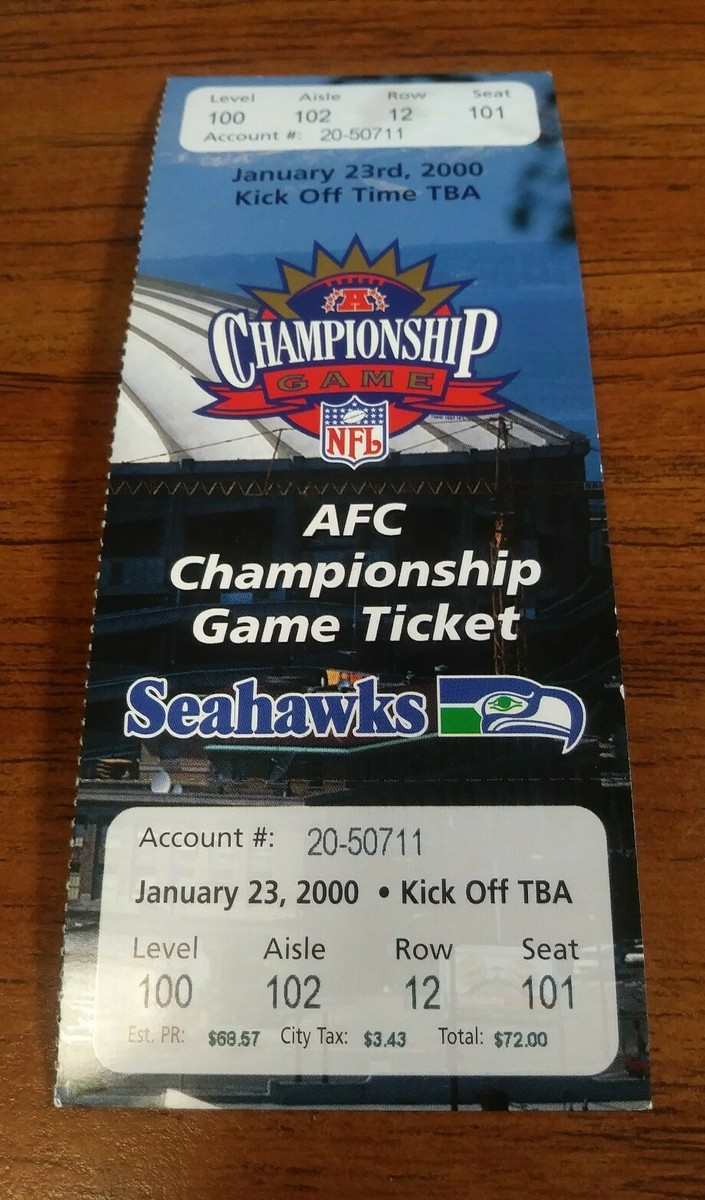 Level Aisle Row Seat
100 102 12 101
Account #: 20-50711
January 23rd, 2000
Kick Off Time TBA
A
CHAMPIONSHIP
GAME
NFL
AFC
Championship
Game Ticket
Seahawks
Account #: 20-50711
January 23, 2000 • Kick Off TBA
Level Aisle Row Seat
100 102 12 101
Est. PR: $68.57 City Tax: $3.43 Total: $72.00